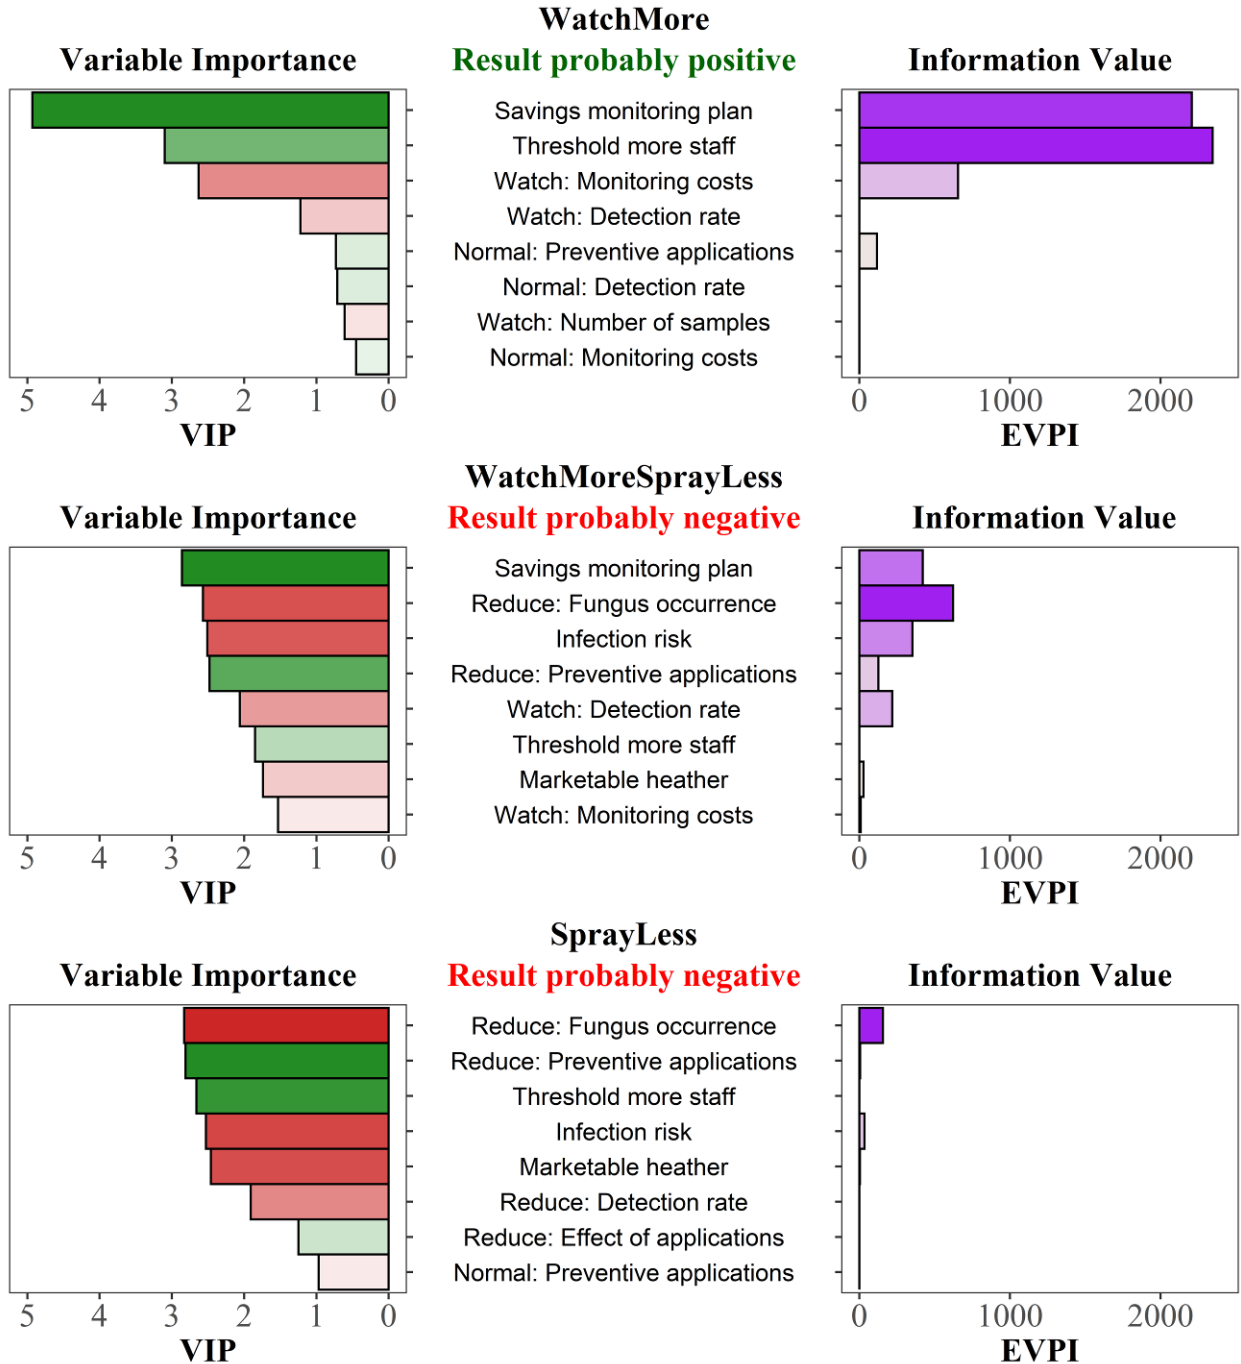 WatchMore
Variable Importance
Result probably positive
Information Value
Savings monitoring plan
Threshold more staff
Watch: Monitoring costs
Watch: Detection rate
Normal: Preventive applications
Normal: Detection rate
Watch: Number of samples
Normal: Monitoring costs
5 4 3 2 1 0
0 1000 2000
VIP
EVPI
WatchMoreSprayLess
Variable Importance
Result probably negative
Information Value
Savings monitoring plan
Reduce: Fungus occurrence
Infection risk
Reduce: Preventive applications
Watch: Detection rate
Threshold more staff
Marketable heather
Watch: Monitoring costs
5 4 3 2 1 0
0 1000 2000
VIP
EVPI
SprayLess
Variable Importance
Result probably negative
Information Value
Reduce: Fungus occurrence
Reduce: Preventive applications
Threshold more staff
Infection risk
Marketable heather
Reduce: Detection rate
Reduce: Effect of applications
Normal: Preventive applications
5 4 3 2 1 0
0 1000 2000
VIP
EVPI